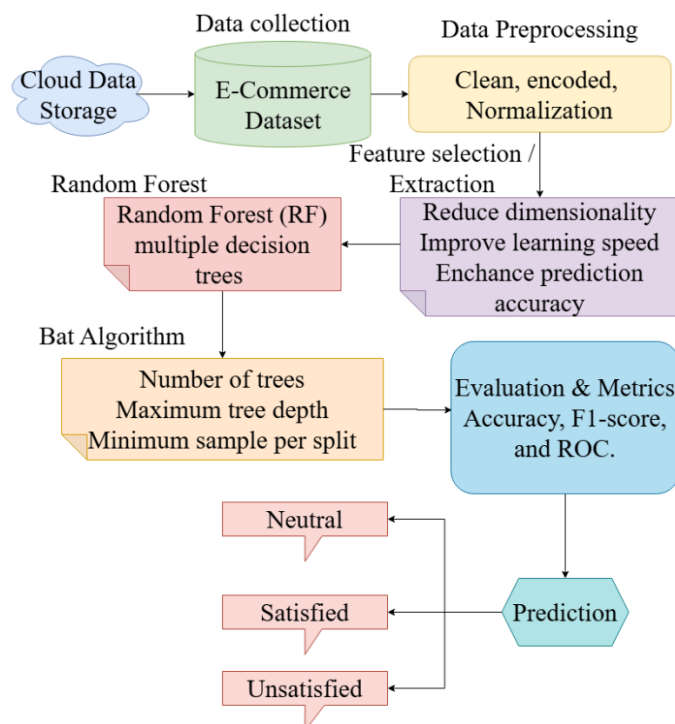 Data collection
Data Preprocessing
Cloud Data
Storage
E-Commerce
Dataset
Clean, encoded,
Normalization
Feature selection /
Extraction
Random Forest
Reduce dimensionality
Improve learning speed
Enchance prediction
accuracy
Random Forest (RF)
multiple decision
trees
Bat Algorithm
Number of trees
Maximum tree depth
Minimum sample per split
Evaluation & Metrics
Accuracy, F1-score,
and ROC.
Neutral
Satisfied
Prediction
Unsatisfied